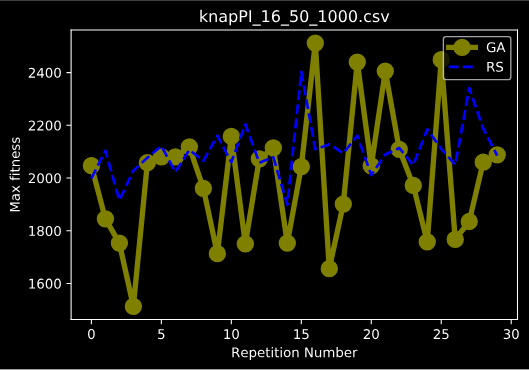 knapPI_16_50_1000.csv
GA
RS
Max fitness
2400
2200
2000
1800
1600
0 5 10 15 20 25 30
Repetition Number